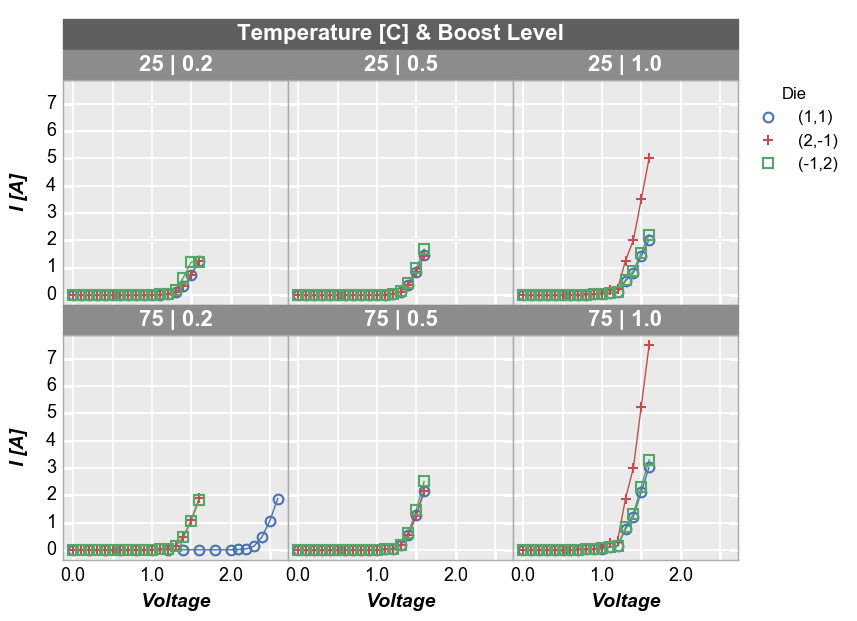 Temperature [C] & Boost Level
25 | 0.2
25 | 0.5
25 | 1.0
7
6
5
4
3
2
1
0
I [A]
Die
(1,1)
(2,-1)
(-1,2)
75 | 0.2
75 | 0.5
75 | 1.0
7
6
5
4
3
2
1
0
I [A]
0.0 1.0 2.0
0.0 1.0 2.0
0.0 1.0 2.0
Voltage
Voltage
Voltage